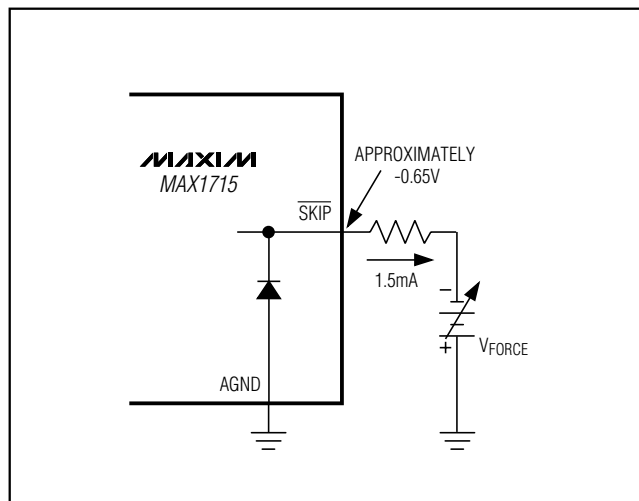 MAXIM
MAX1715
APPROXIMATELY
-0.65V
SKIP
1.5mA
−
+
VFORCE
AGND